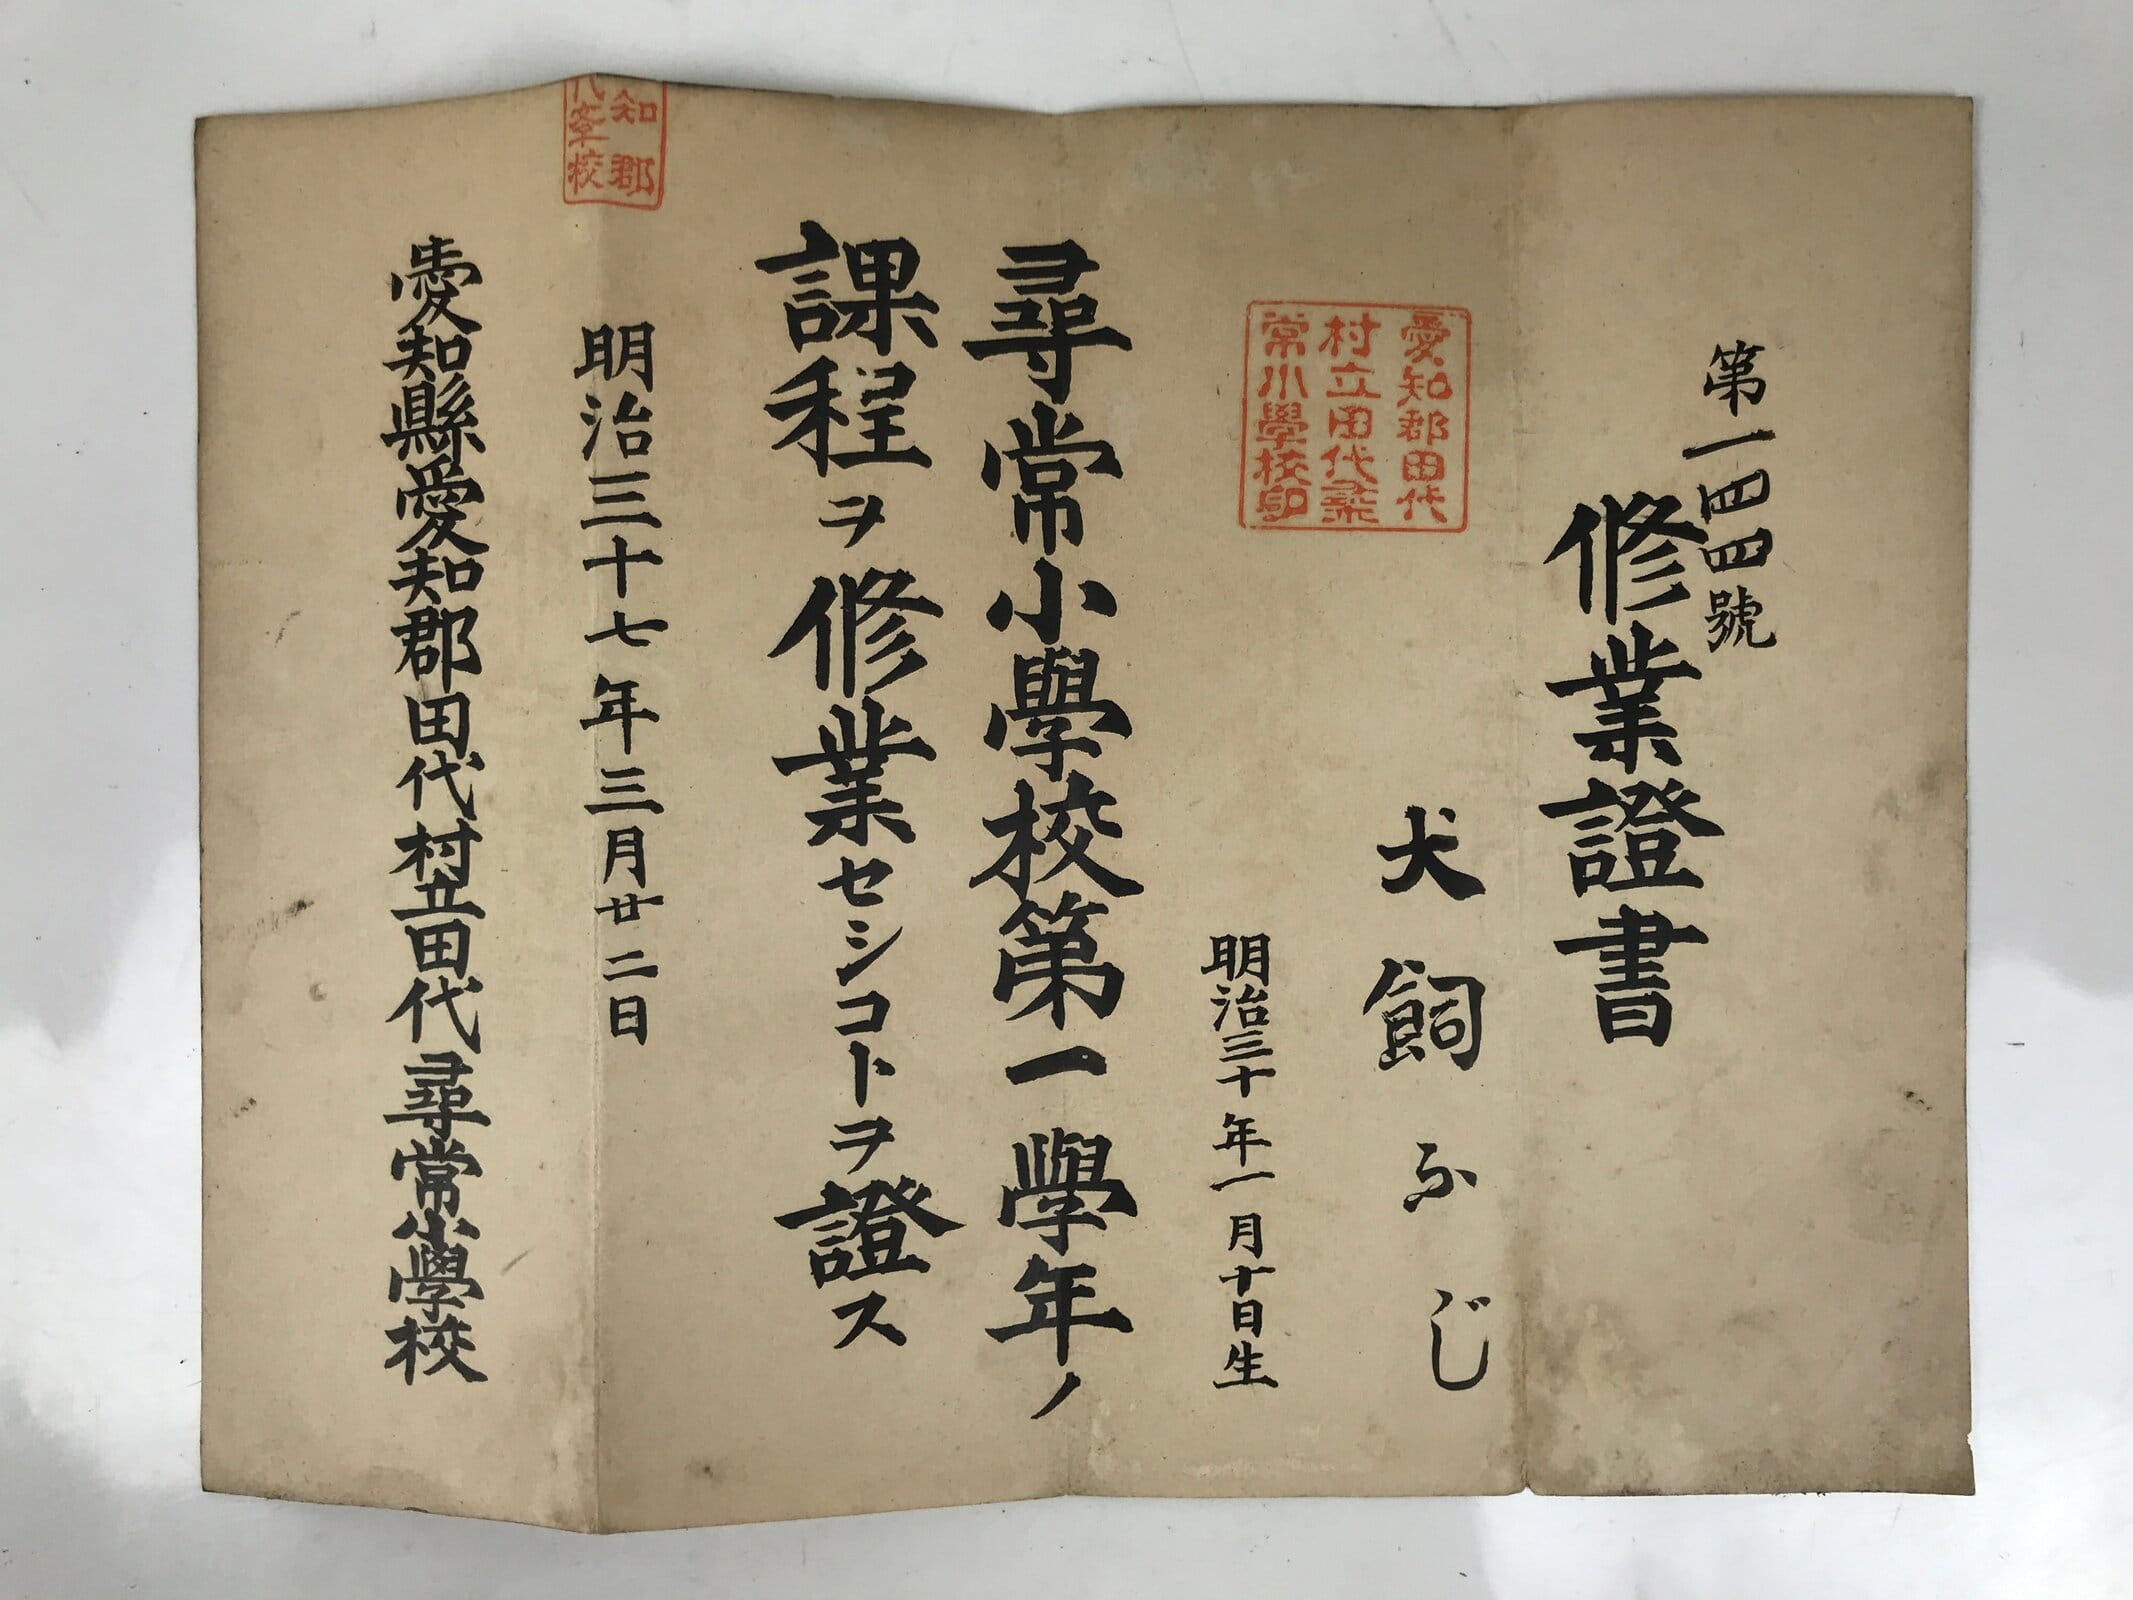 第一四四號
修業證書
犬飼ふじ
明治三十年一月十日生
愛知郡田代
村立田代尋
常小學校印
尋常小學校第一學年ノ
課程ヲ修業セシコトヲ證ス
明治三十七年三月廿二日
知郡
代
校
愛知縣愛知郡田代村立田代尋常小學校